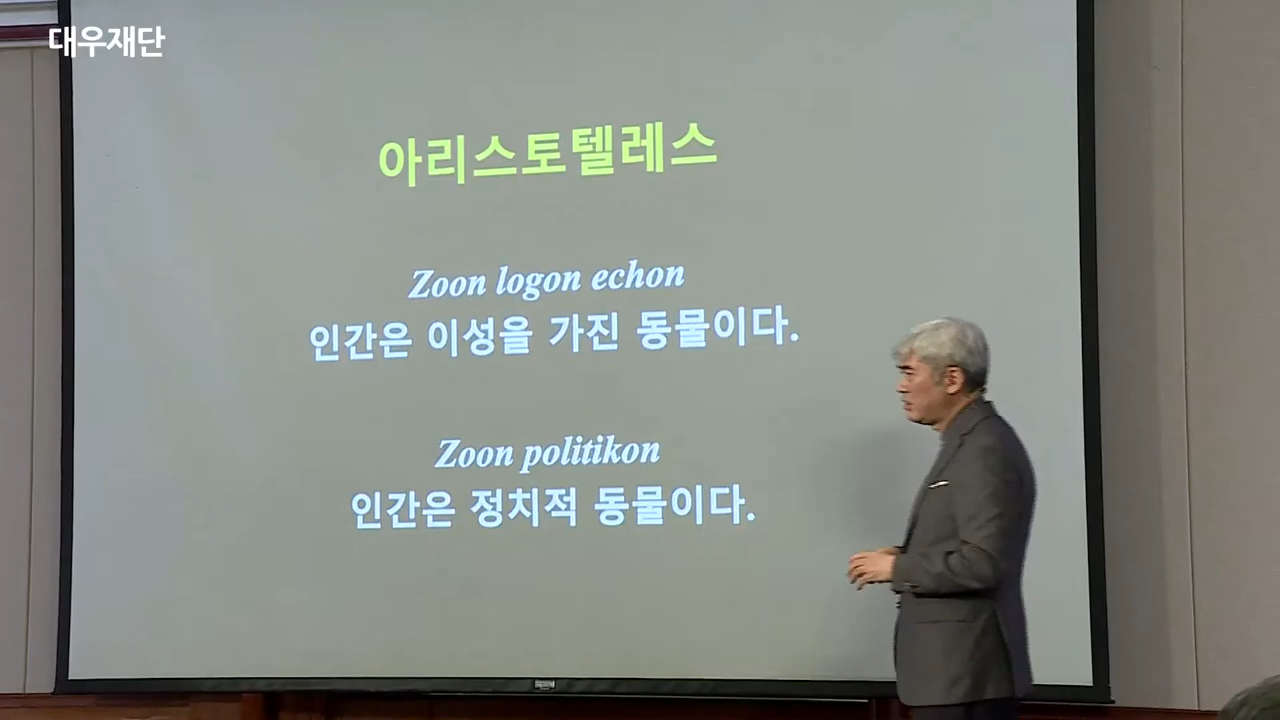 대우재단
아리스토텔레스
Zoon logon echon
인간은 이성을 가진 동물이다.
Zoon politikon
인간은 정치적 동물이다.